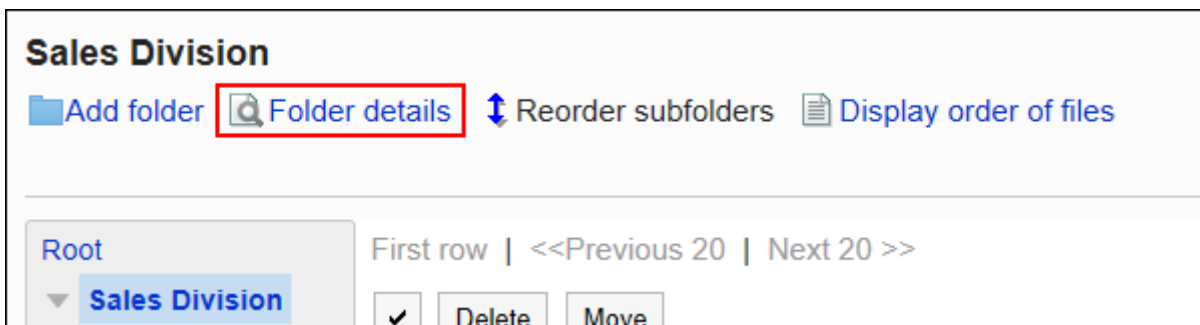 Sales Division
Add folder Folder details Reorder subfolders Display order of files
Root
Sales Division
First row | <<Previous 20 | Next 20 >>
Delete Move